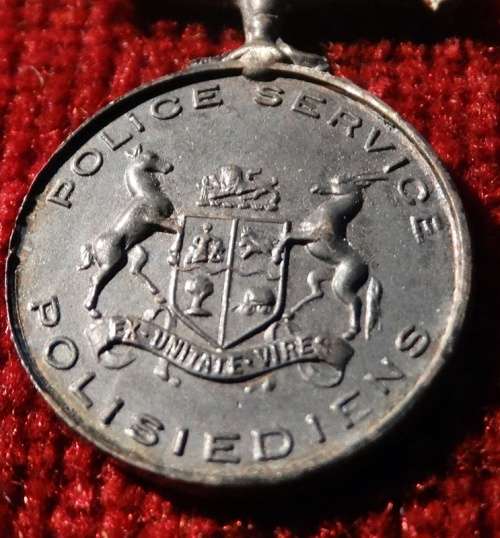 POLICE SERVICE
EX·UNITATE·VIRES
POLISIEDIENS